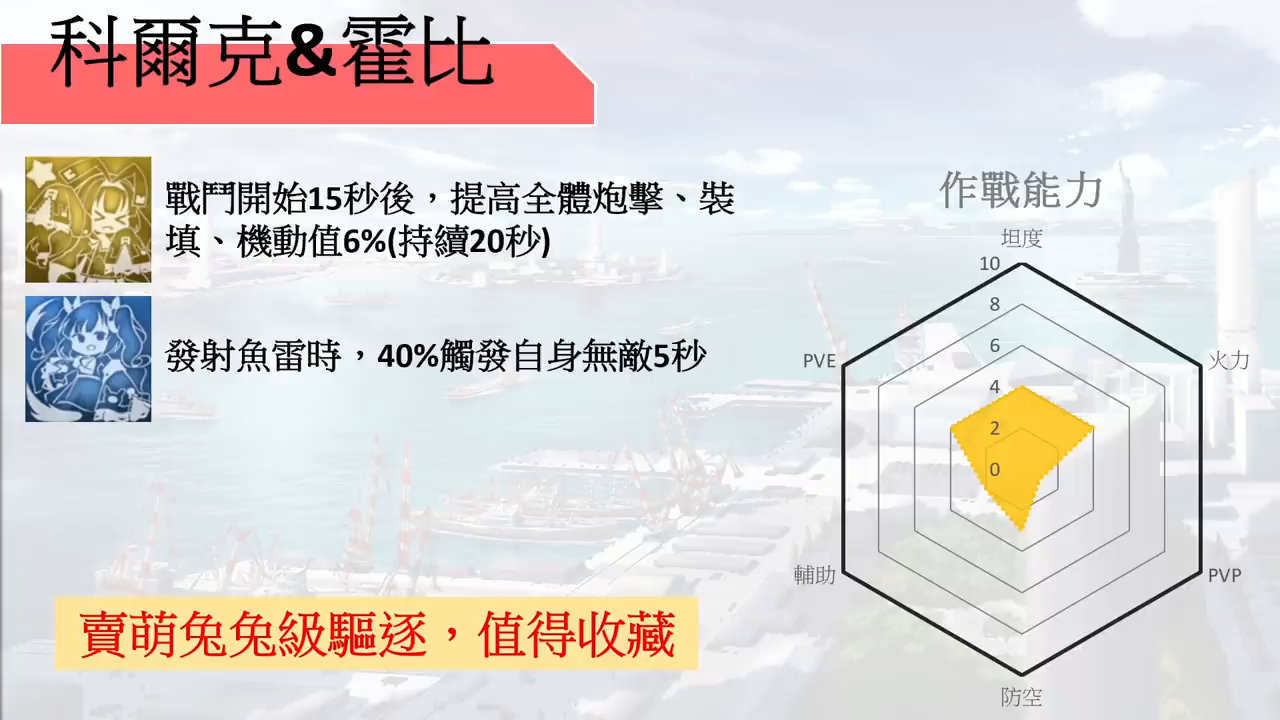 科爾克&霍比
戰鬥開始15秒後，提高全體炮擊、裝
填、機動值6%(持續20秒)
發射魚雷時，40%觸發自身無敵5秒
賣萌兔兔級驅逐，值得收藏
作戰能力
坦度
10
8
6
4
2
0
PVE
火力
輔助
PVP
防空